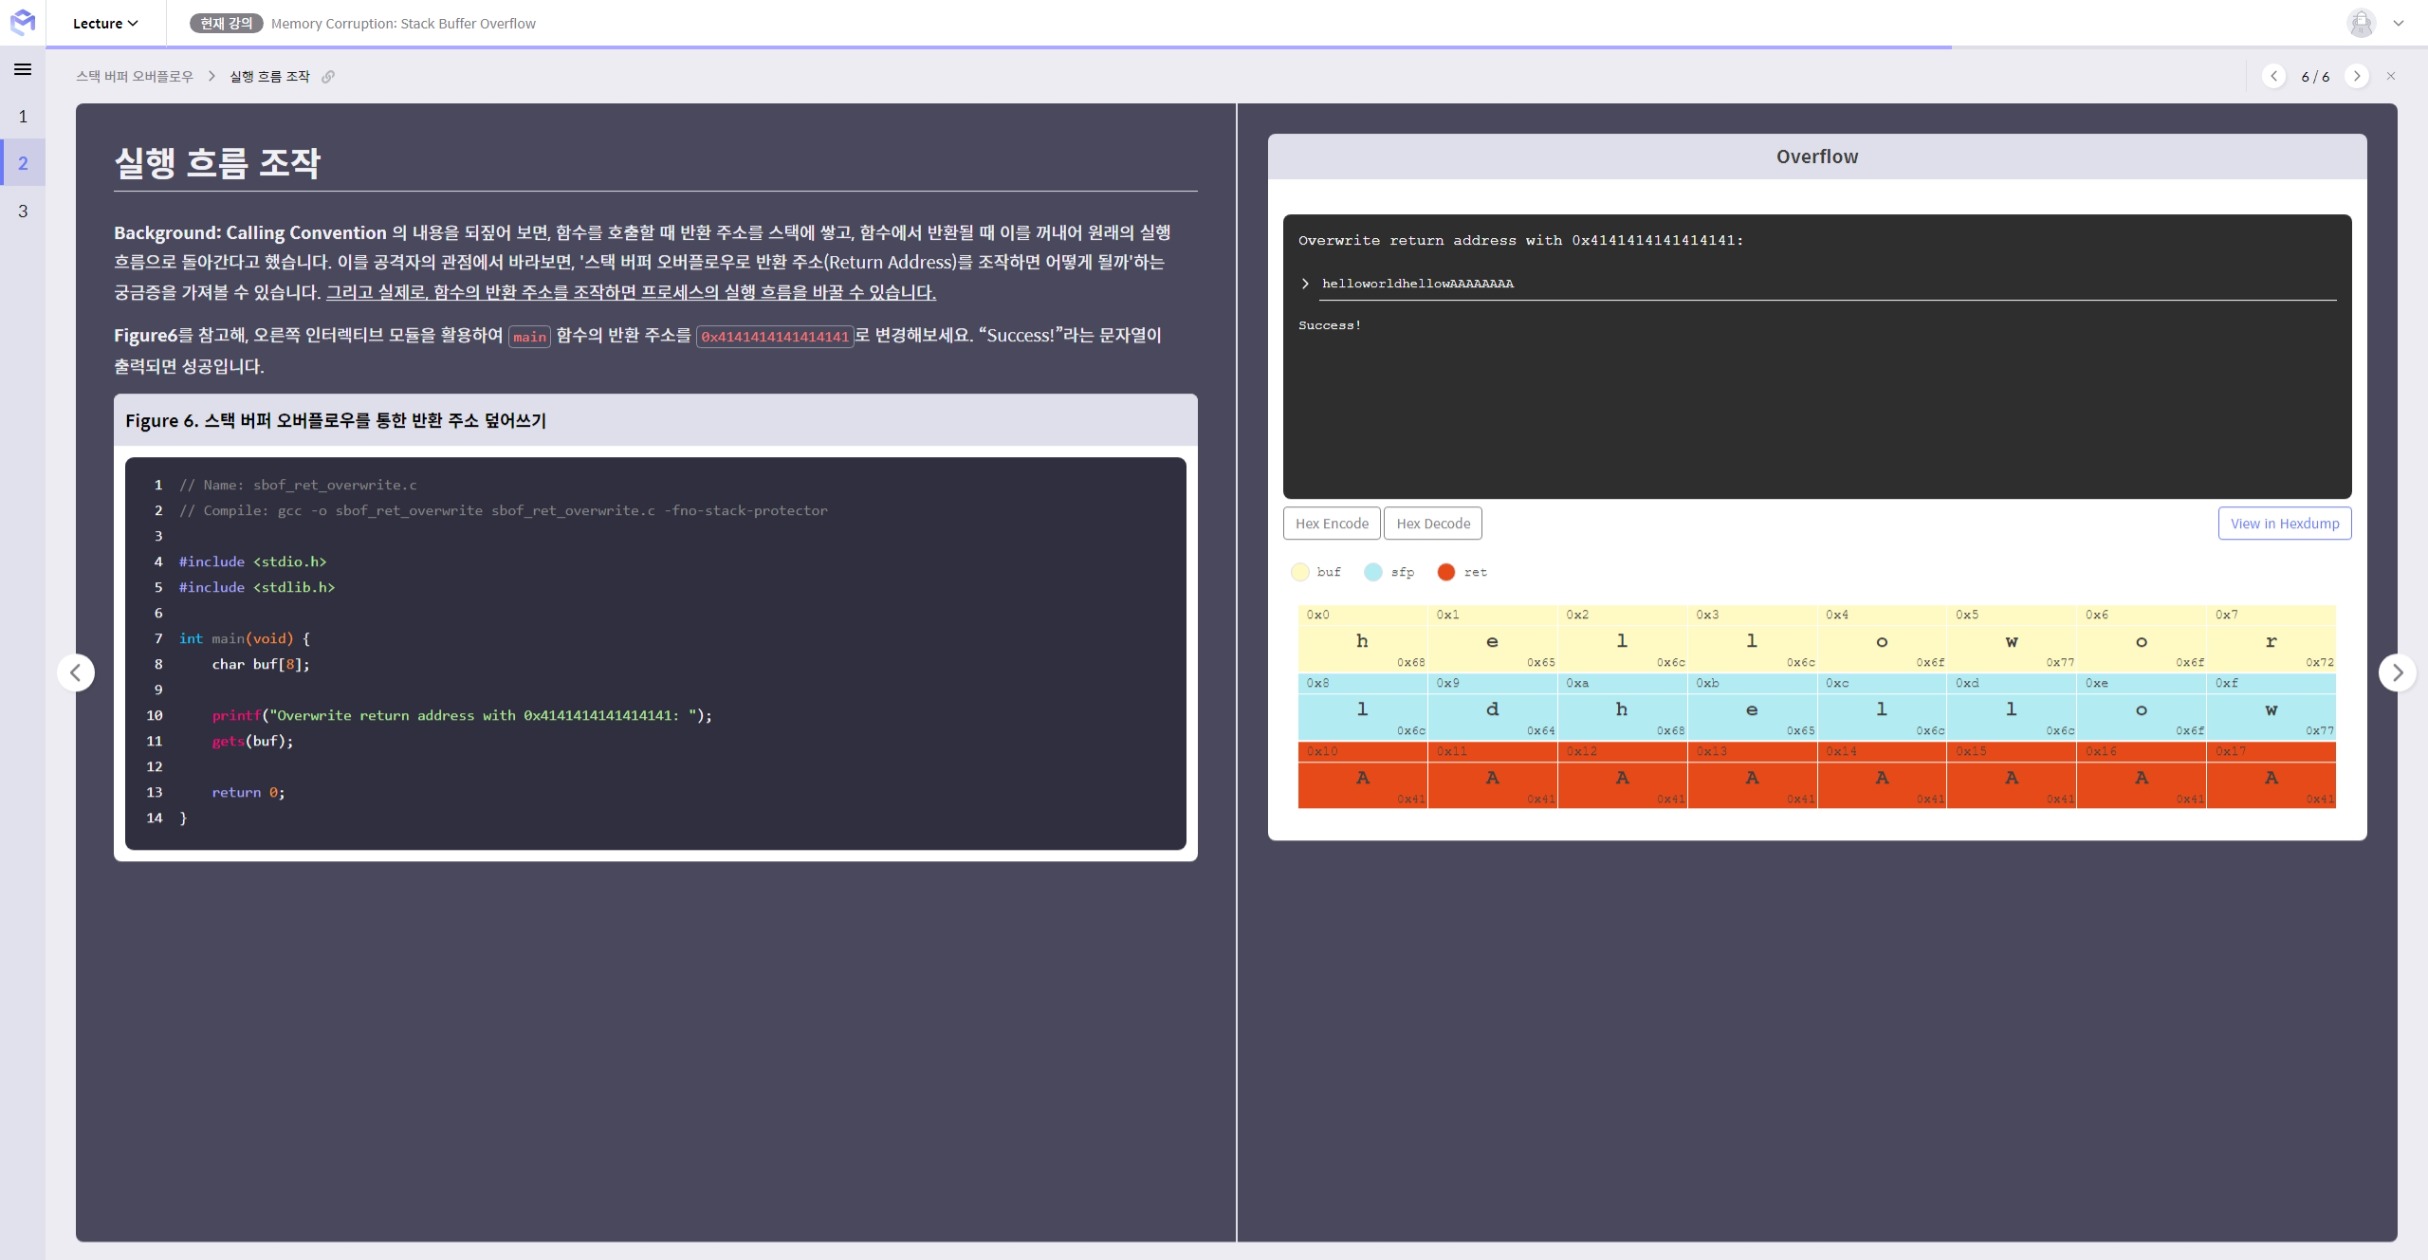 Lecture
현재 강의 Memory Corruption: Stack Buffer Overflow
스택 버퍼 오버플로우 > 실행 흐름 조작
6 / 6
1
2
3
실행 흐름 조작
Background: Calling Convention 의 내용을 되짚어 보면, 함수를 호출할 때 반환 주소를 스택에 쌓고, 함수에서 반환될 때 이를 꺼내어 원래의 실행
흐름으로 돌아간다고 했습니다. 이를 공격자의 관점에서 바라보면, '스택 버퍼 오버플로우로 반환 주소(Return Address)를 조작하면 어떻게 될까'하는
궁금증을 가져볼 수 있습니다. 그리고 실제로, 함수의 반환 주소를 조작하면 프로세스의 실행 흐름을 바꿀 수 있습니다.
Figure6를 참고해, 오른쪽 인터렉티브 모듈을 활용하여 main 함수의 반환 주소를 0x4141414141414141로 변경해보세요. “Success!”라는 문자열이
출력되면 성공입니다.
Figure 6. 스택 버퍼 오버플로우를 통한 반환 주소 덮어쓰기
1 // Name: sbof_ret_overwrite.c
2 // Compile: gcc -o sbof_ret_overwrite sbof_ret_overwrite.c -fno-stack-protector
3
4 #include <stdio.h>
5 #include <stdlib.h>
6
7 int main(void) {
8     char buf[8];
9
10     printf("Overwrite return address with 0x4141414141414141: ");
11     gets(buf);
12
13     return 0;
14 }
Overflow
Overwrite return address with 0x4141414141414141:
> helloworldhellowAAAAAAAA
Success!
Hex Encode Hex Decode View in Hexdump
buf sfp ret
0x0 0x1 0x2 0x3 0x4 0x5 0x6 0x7
h e l l o w o r
0x68 0x65 0x6c 0x6c 0x6f 0x77 0x6f 0x72
0x8 0x9 0xa 0xb 0xc 0xd 0xe 0xf
l d h e l l o w
0x6c 0x64 0x68 0x65 0x6c 0x6c 0x6f 0x77
0x10 0x11 0x12 0x13 0x14 0x15 0x16 0x17
A A A A A A A A
0x41 0x41 0x41 0x41 0x41 0x41 0x41 0x41